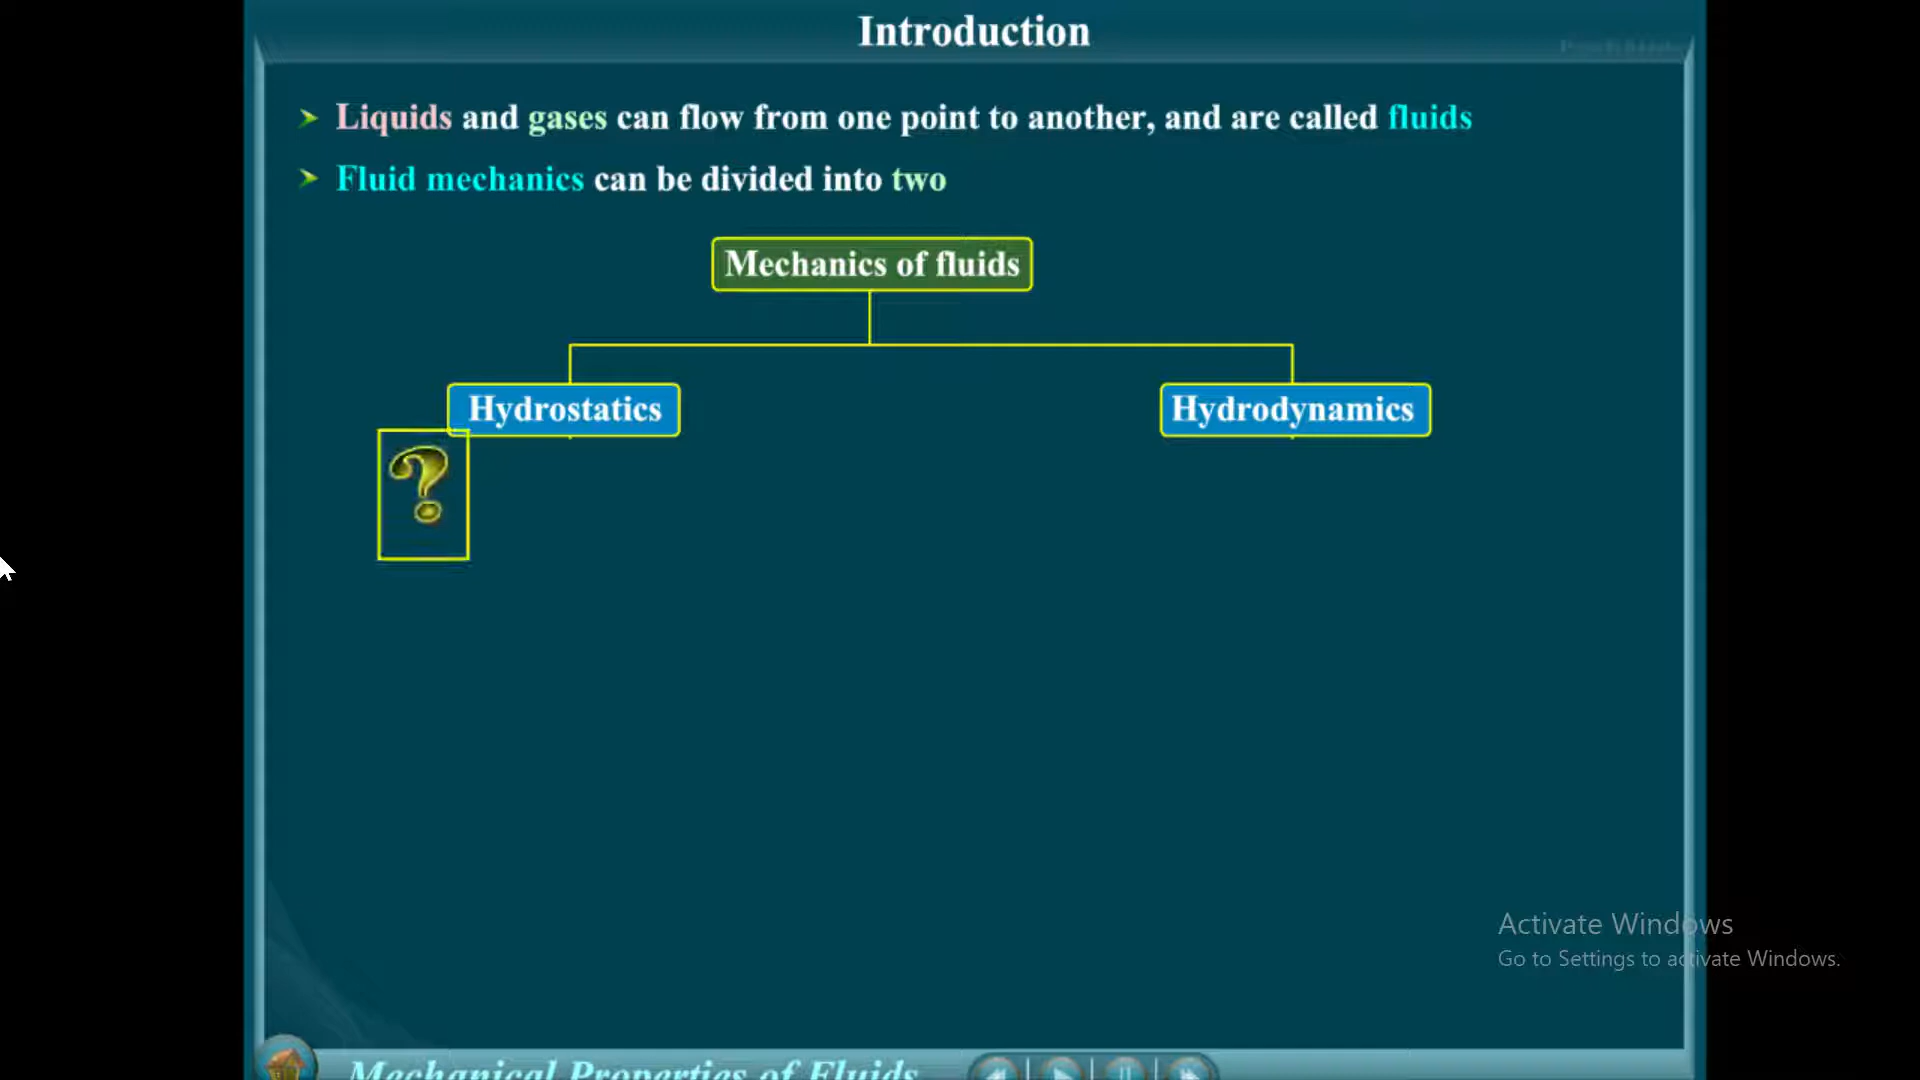 Introduction
Liquids and gases can flow from one point to another, and are called fluids
Fluid mechanics can be divided into two
Mechanics of fluids
Hydrostatics
Hydrodynamics
?
Activate Windows
Go to Settings to activate Windows.
Mechanical Properties of Fluids